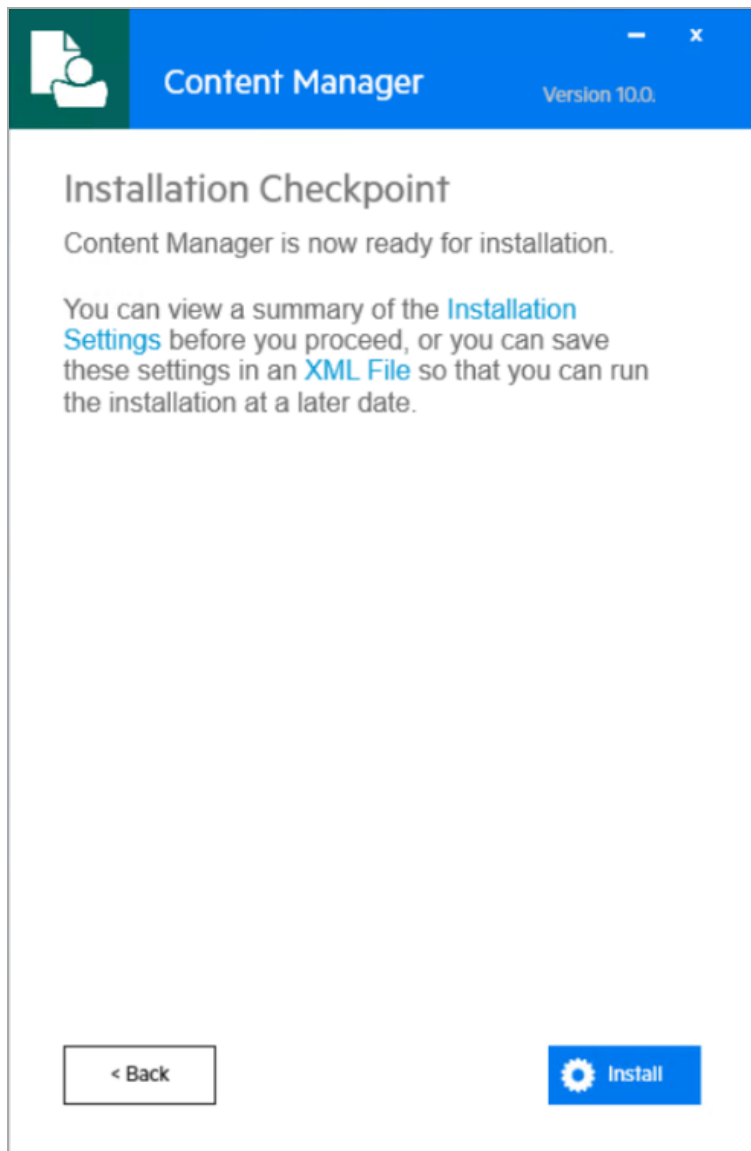 x
Content Manager
Version 10.0.
Installation Checkpoint
Content Manager is now ready for installation.
You can view a summary of the Installation
Settings before you proceed, or you can save
these settings in an XML File so that you can run
the installation at a later date.
< Back
Install